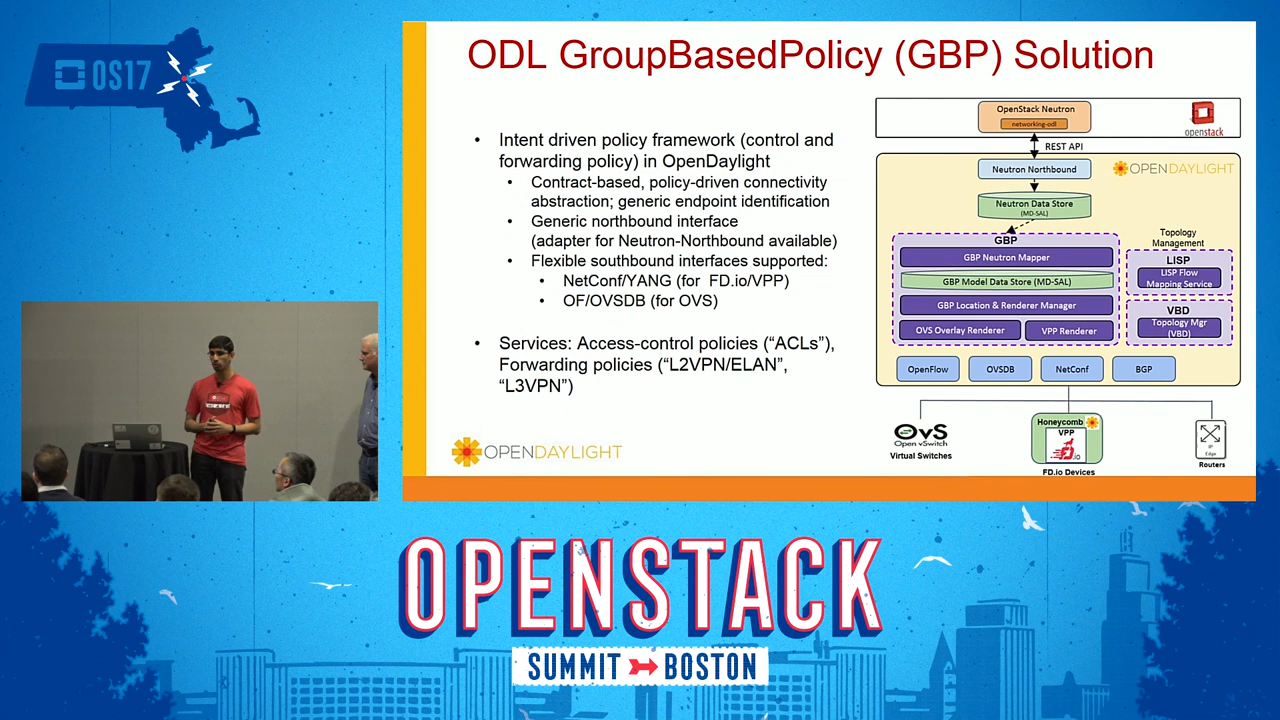 OS17
ODL GroupBasedPolicy (GBP) Solution
• Intent driven policy framework (control and
forwarding policy) in OpenDaylight
• Contract-based, policy-driven connectivity
abstraction; generic endpoint identification
• Generic northbound interface
(adapter for Neutron-Northbound available)
• Flexible southbound interfaces supported:
• NetConf/YANG (for FD.io/VPP)
• OF/OVSDB (for OVS)
• Services: Access-control policies (“ACLs”),
Forwarding policies (“L2VPN/ELAN”,
“L3VPN”)
OPENDAYLIGHT
OpenStack Neutron
networking-odl
openstack
REST API
Neutron Northbound
OPENDAYLIGHT
Neutron Data Store
(MD-SAL)
GBP
GBP Neutron Mapper
GBP Model Data Store (MD-SAL)
GBP Location & Renderer Manager
OVS Overlay Renderer
VPP Renderer
Topology
Management
LISP
LISP Flow
Mapping Service
VBD
Topology Mgr
(VBD)
OpenFlow
OVSDB
NetConf
BGP
OvS
Open vSwitch
Virtual Switches
Honeycomb
VPP
FD.io
FD.io Devices
IP
Edge
Routers
OPENSTACK
SUMMIT BOSTON